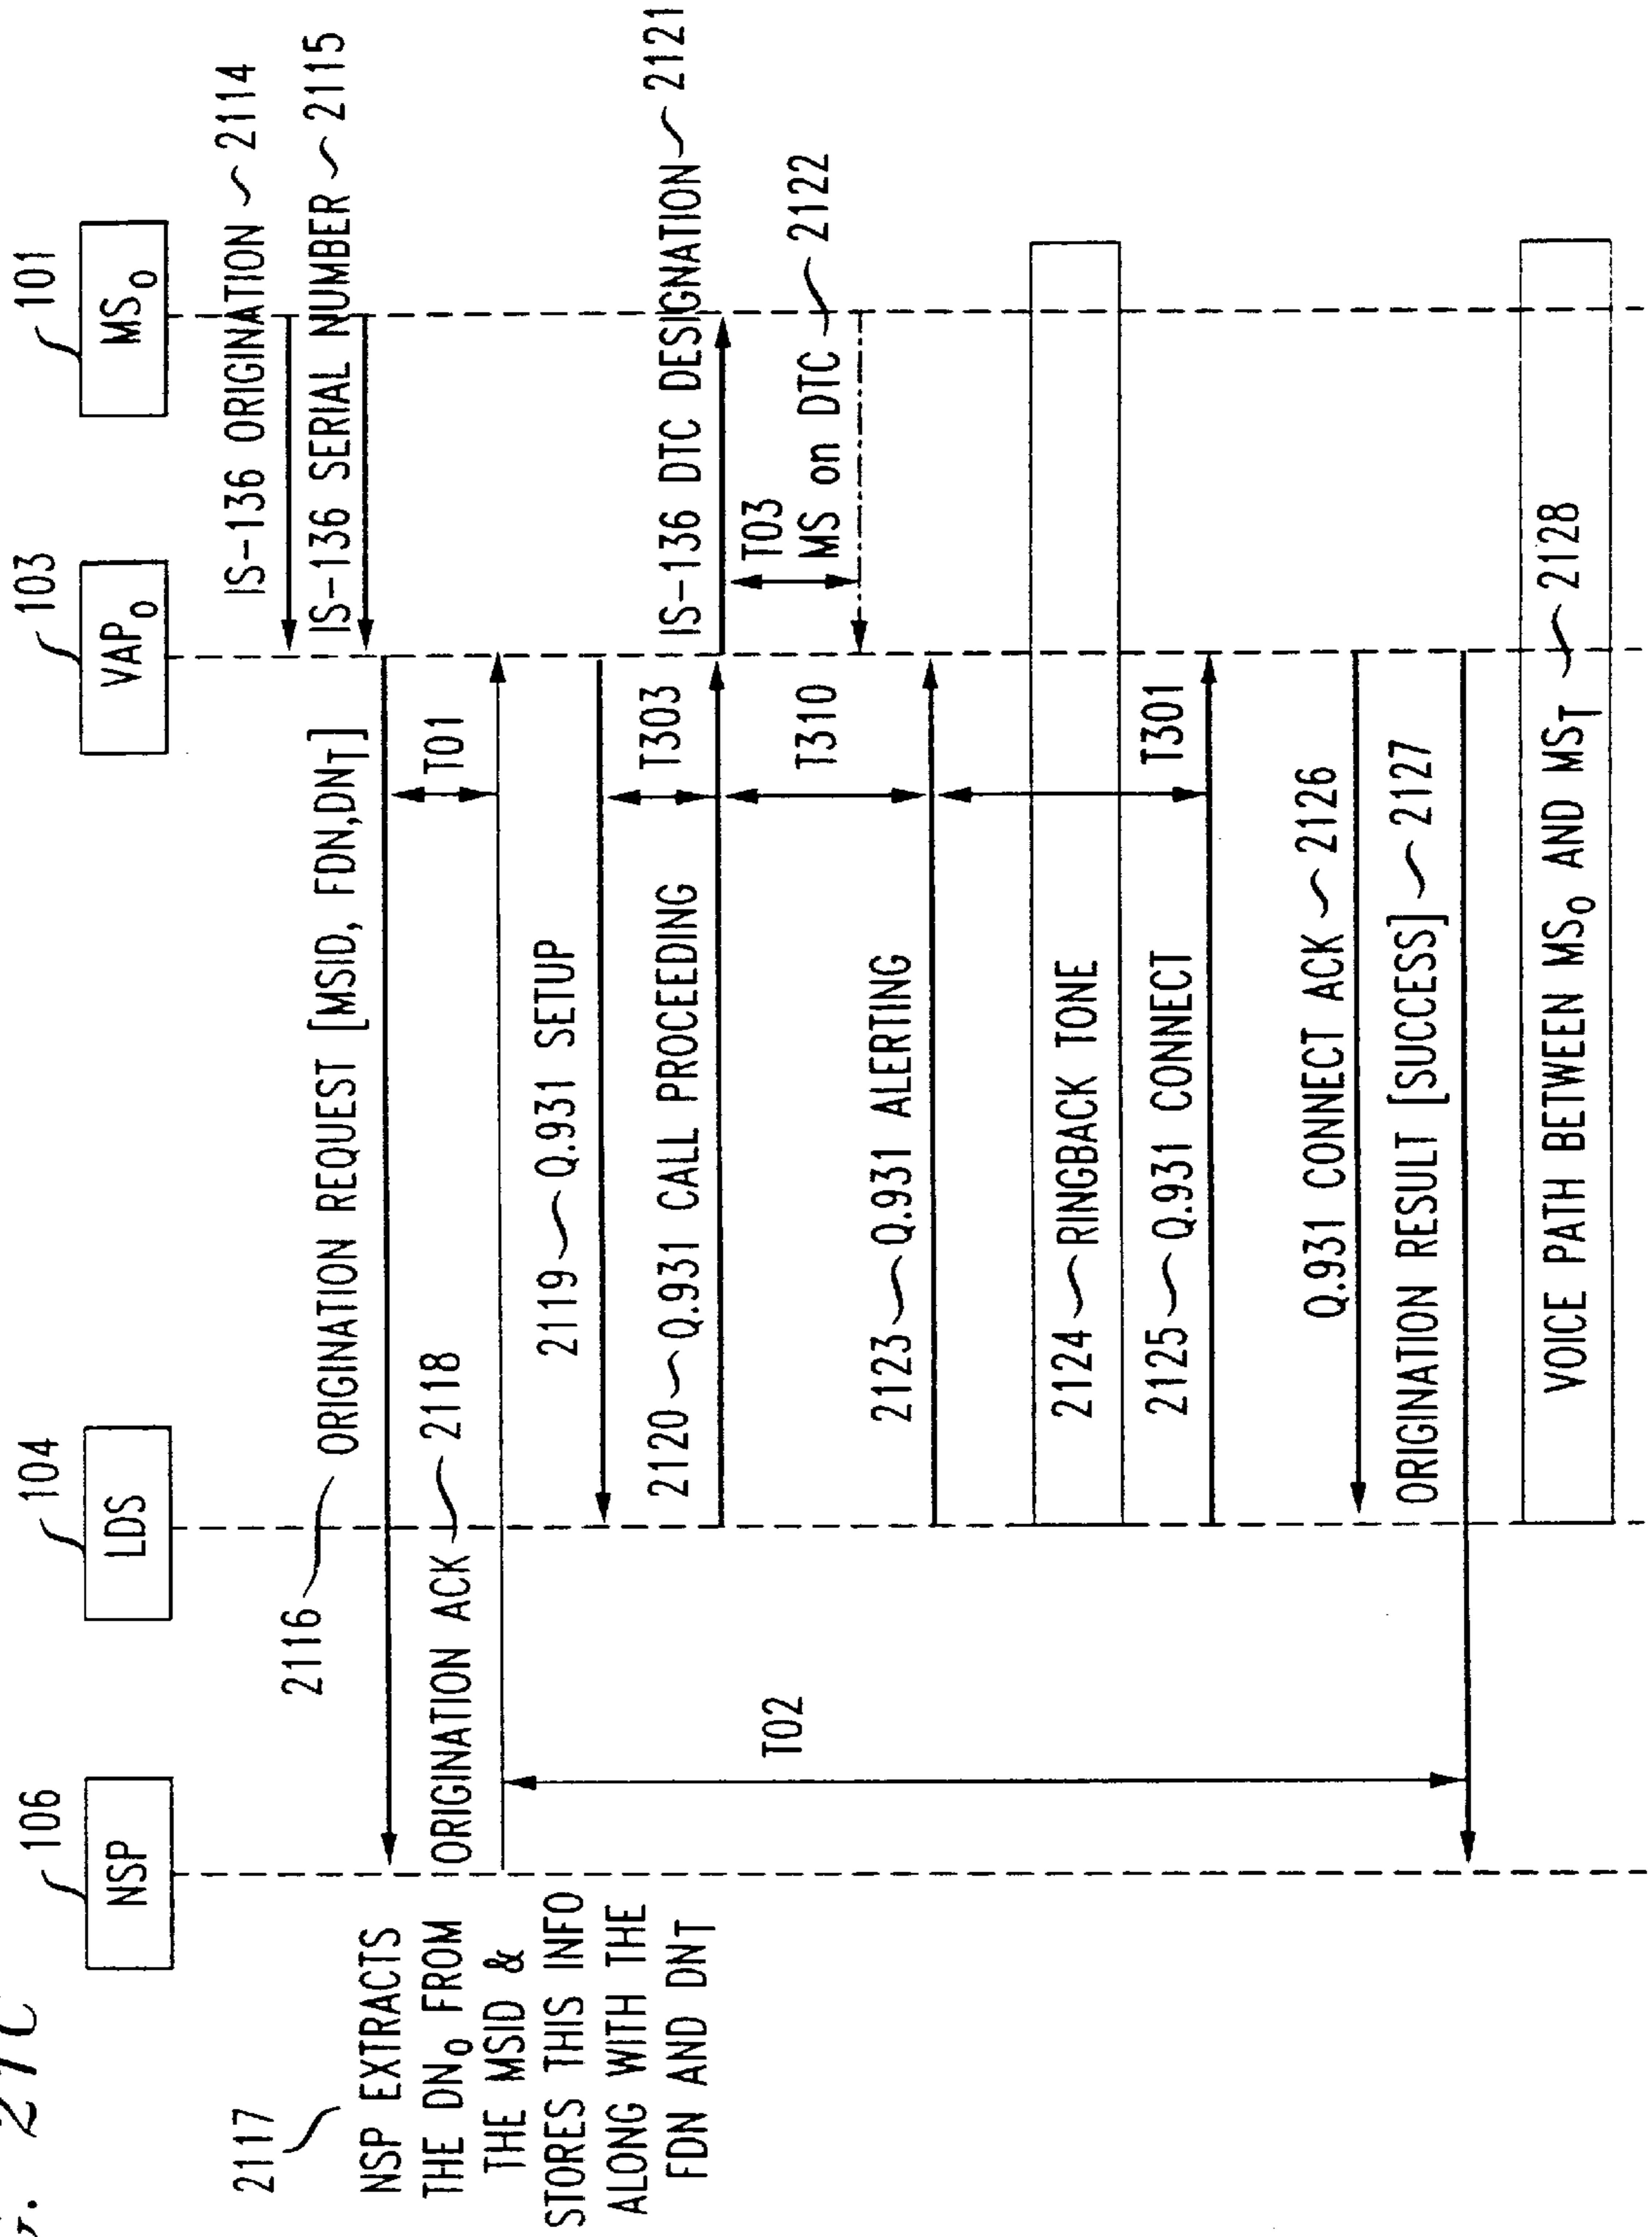 21C
NSP
106
LDS
104
VAP0
103
MS0
101
IS-136 ORIGINATION 2114
IS-136 SERIAL NUMBER 2115
2116 ORIGINATION REQUEST [MSID, FDN,DNT]
2117
NSP EXTRACTS
THE DN0 FROM
THE MSID &
STORES THIS INFO
ALONG WITH THE
FDN AND DNT
T01
ORIGINATION ACK 2118
2119 Q.931 SETUP
T303
2120 Q.931 CALL PROCEEDING
IS-136 DTC DESIGNATION 2121
T03
MS on DTC 2122
T02
T310
2123 Q.931 ALERTING
2124 RINGBACK TONE
T301
2125 Q.931 CONNECT
Q.931 CONNECT ACK 2126
ORIGINATION RESULT [SUCCESS] 2127
VOICE PATH BETWEEN MS0 AND MST 2128